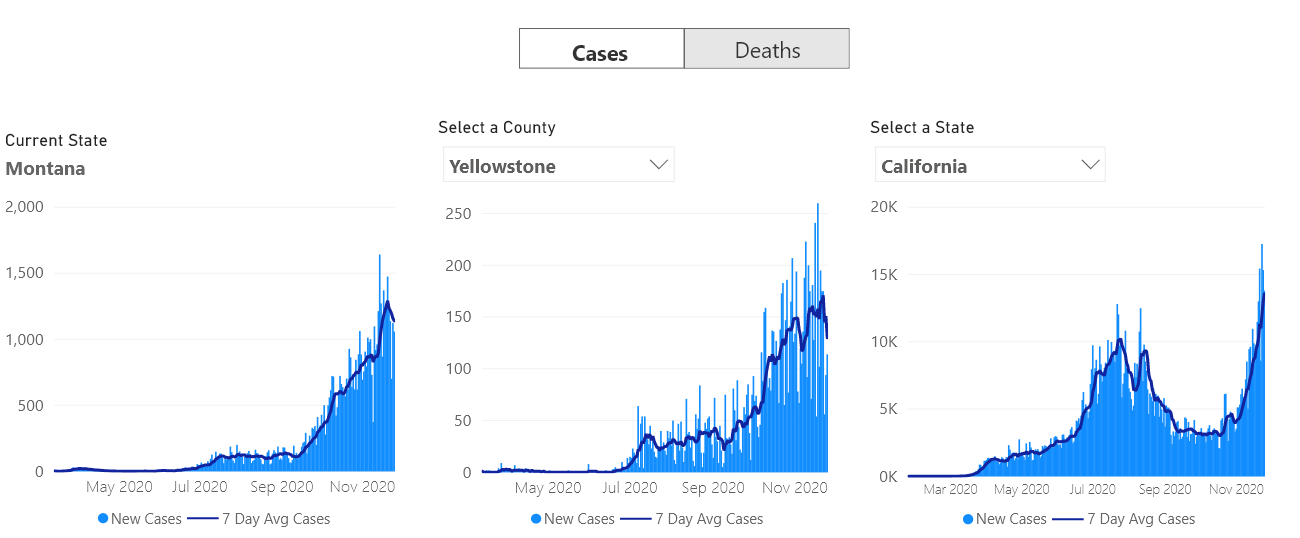 Cases Deaths
Current State
Montana
2,000
1,500
1,000
500
0
May 2020 Jul 2020 Sep 2020 Nov 2020
New Cases 7 Day Avg Cases
Select a County
Yellowstone
250
200
150
100
50
0
May 2020 Jul 2020 Sep 2020 Nov 2020
New Cases 7 Day Avg Cases
Select a State
California
20K
15K
10K
5K
0K
Mar 2020 May 2020 Jul 2020 Sep 2020 Nov 2020
New Cases 7 Day Avg Cases